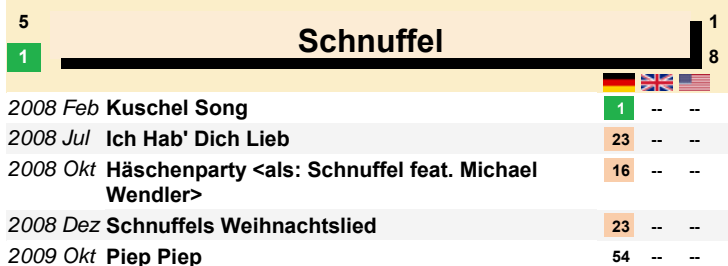 5 Schnuffel 1
1 8
2008 Feb Kuschel Song 1 -- --
2008 Jul Ich Hab' Dich Lieb 23 -- --
2008 Okt Häschenparty <als: Schnuffel feat. Michael 16 -- --
Wendler>
2008 Dez Schnuffels Weihnachtslied 23 -- --
2009 Okt Piep Piep 54 -- --